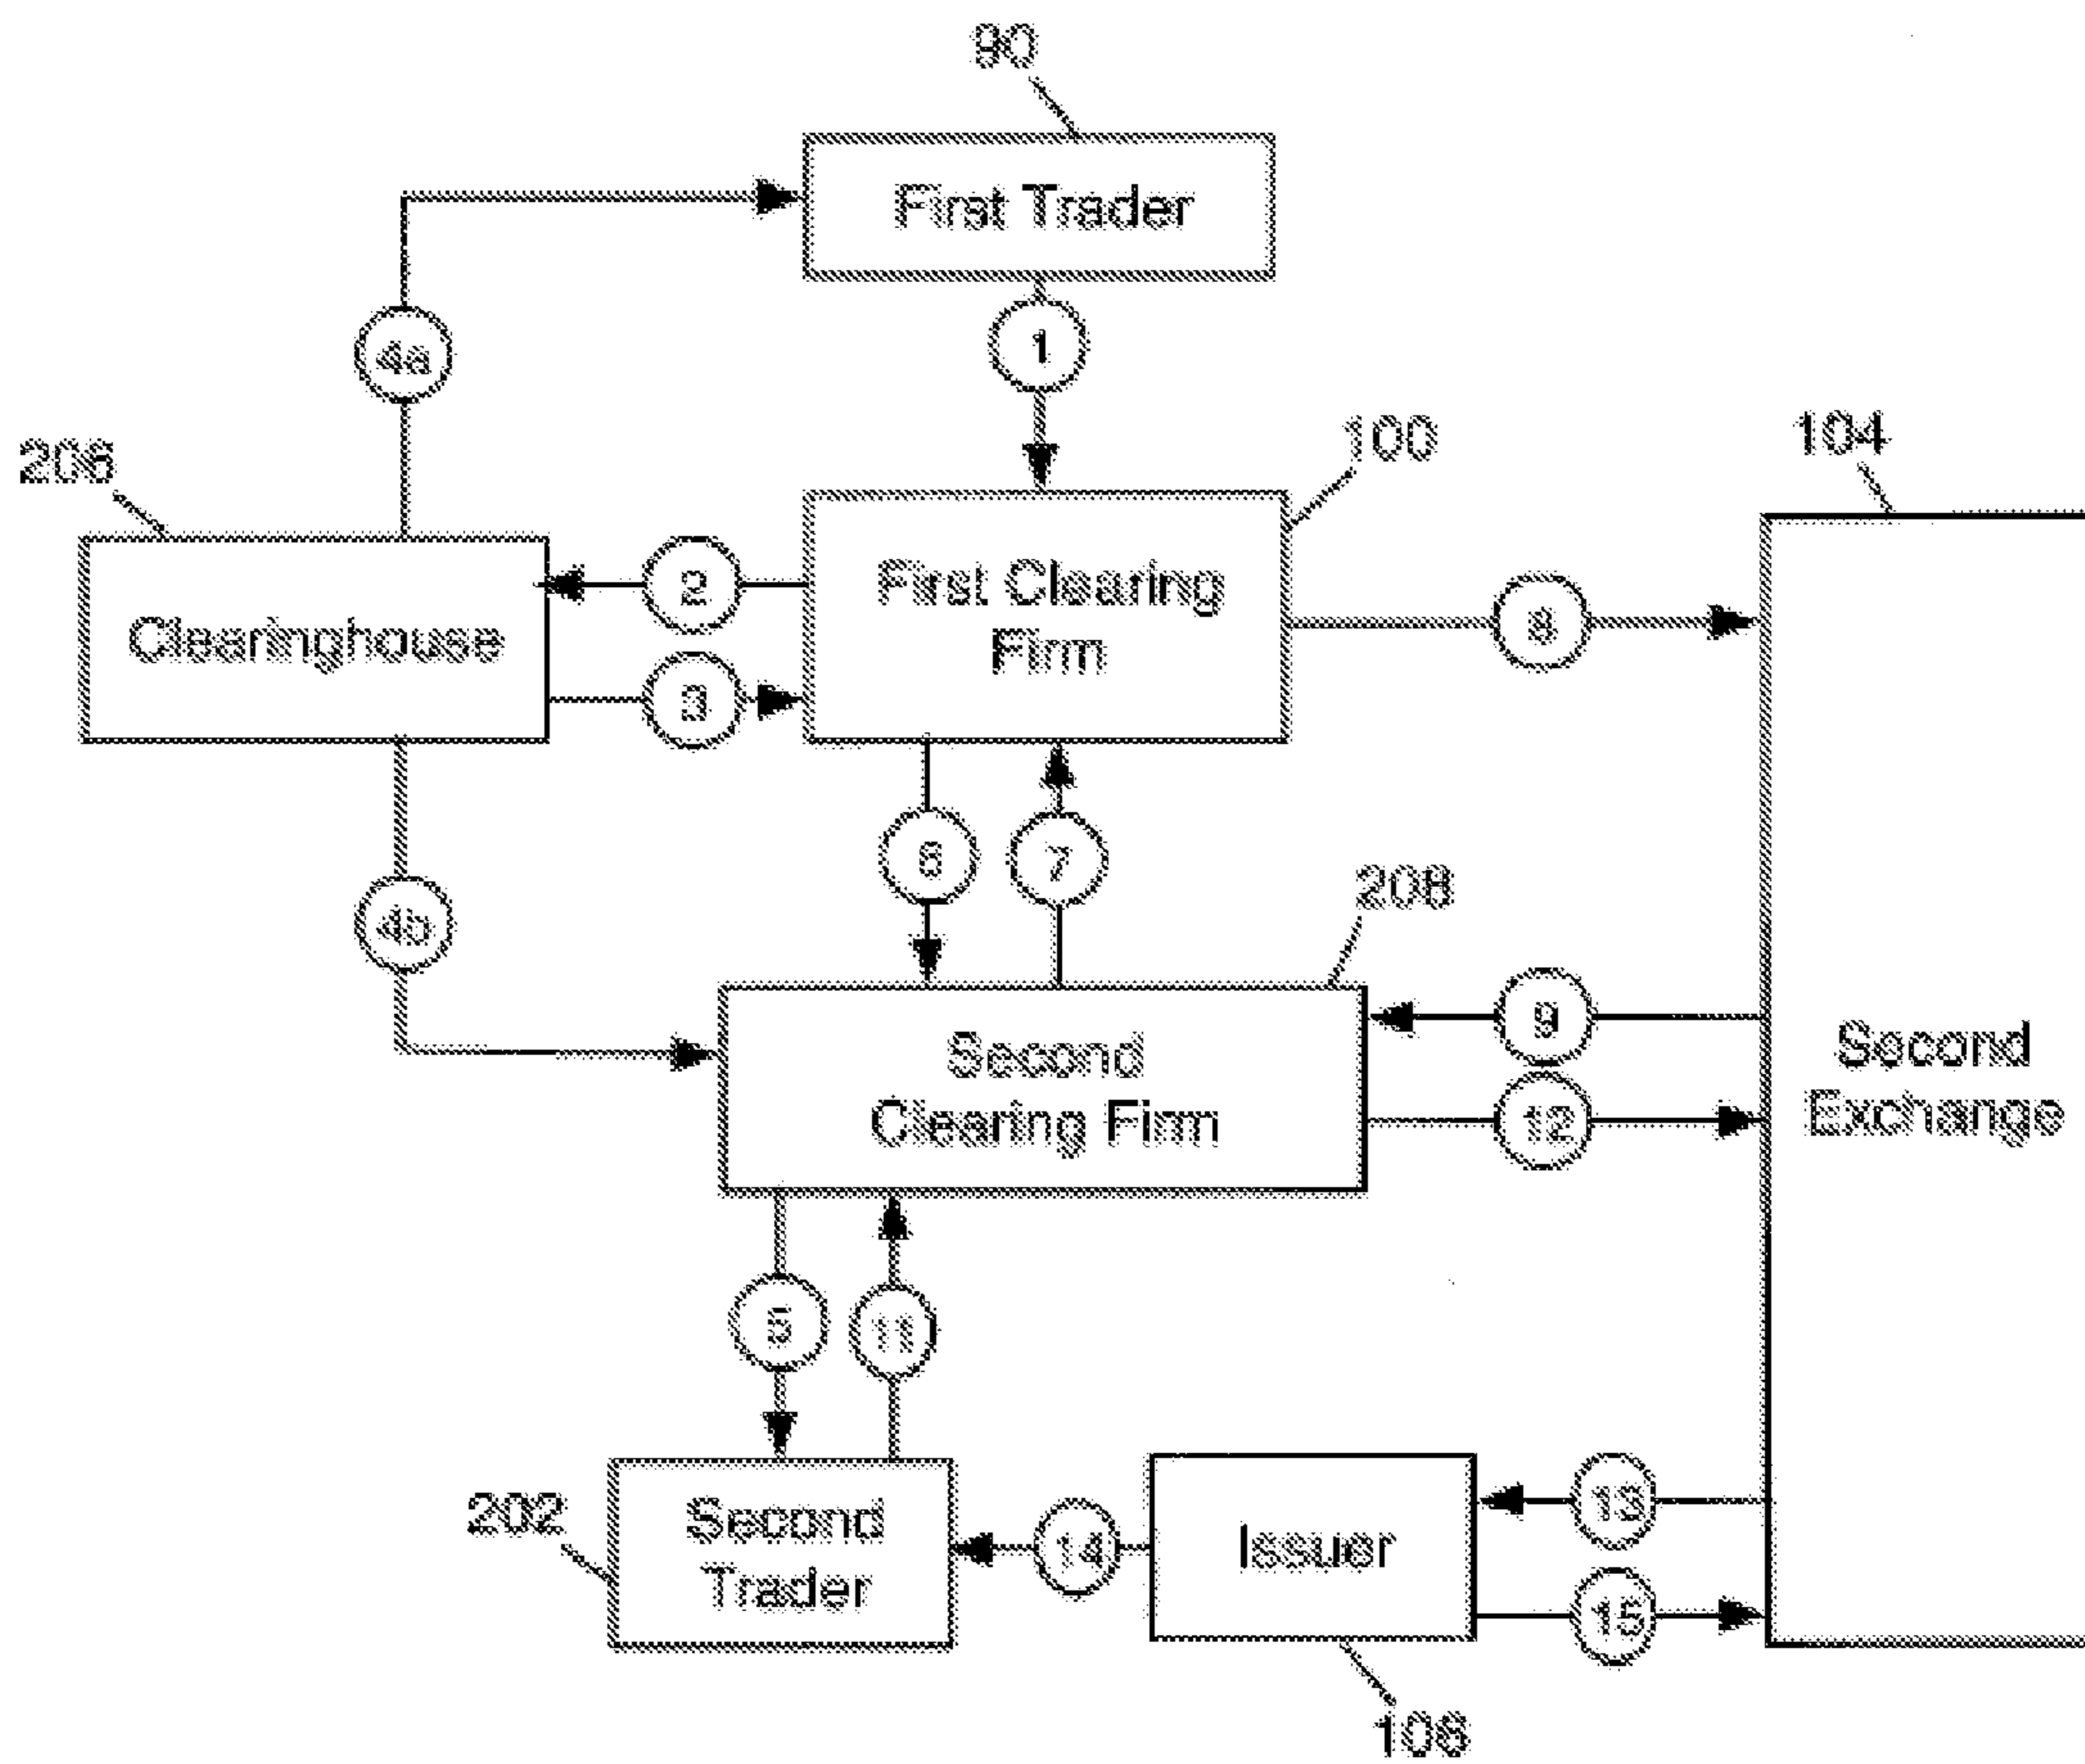 90
First Trader
1
4a
100
104
206
2
First Clearing
Firm
8
Clearinghouse
3
6
7
208
4b
9
Second
Clearing Firm
Second
Exchange
12
5
11
13
202
Second
Trader
14
Issuer
15
106